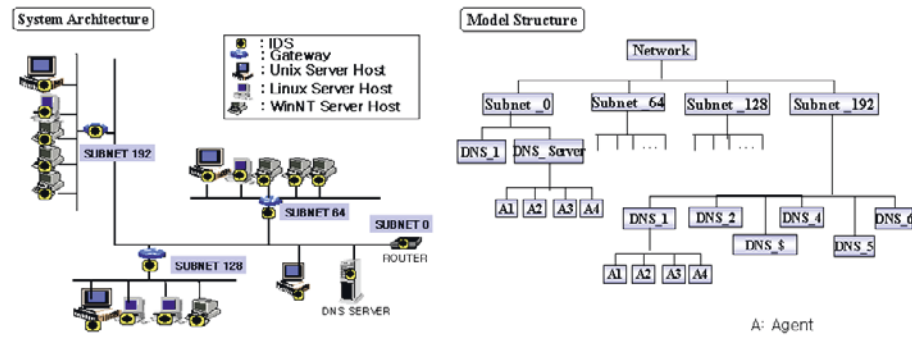 System Architecture
: IDS
: Gateway
: Unix Server Host
: Linux Server Host
: WinNT Server Host
SUBNET 192
SUBNET 64
SUBNET 0
ROUTER
SUBNET 128
DNS SERVER
Model Structure
Network
Subnet_0
Subnet_64
Subnet_128
Subnet_192
DNS_1
DNS_Server
...
...
A1
A2
A3
A4
DNS_1
DNS_2
DNS_$
DNS_4
DNS_5
DNS_6
A1
A2
A3
A4
A: Agent